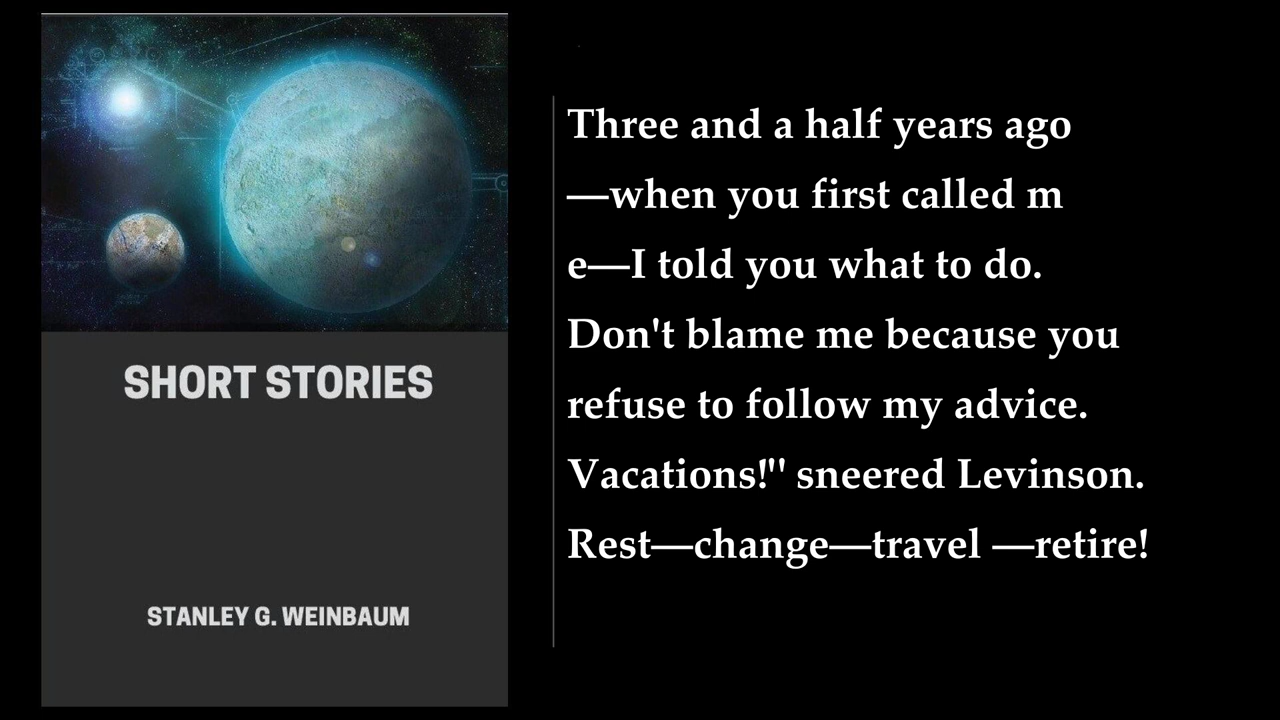 SHORT STORIES
STANLEY G. WEINBAUM
Three and a half years ago
—when you first called m
e—I told you what to do.
Don't blame me because you
refuse to follow my advice.
Vacations!" sneered Levinson.
Rest—change—travel —retire!